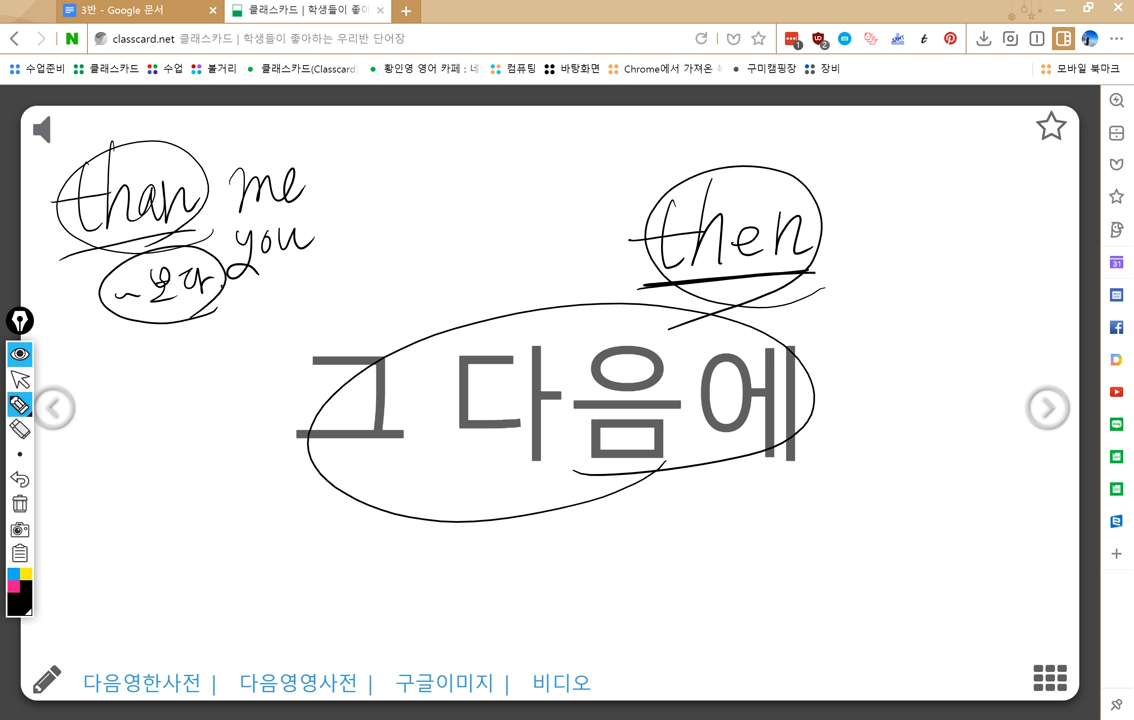 3반 - Google 문서
클래스카드 | 학생들이 좋아
classcard.net 클래스카드 | 학생들이 좋아하는 우리반 단어장
수업준비 클래스카드 수업 볼거리 클래스카드(Classcard) 황인영 영어 카페 : 네 컴퓨팅 바탕화면 Chrome에서 가져온 구미캠핑장 장비 모바일 북마크
than me
you
~보다
then
그 다음에
다음영한사전 | 다음영영사전 | 구글이미지 | 비디오